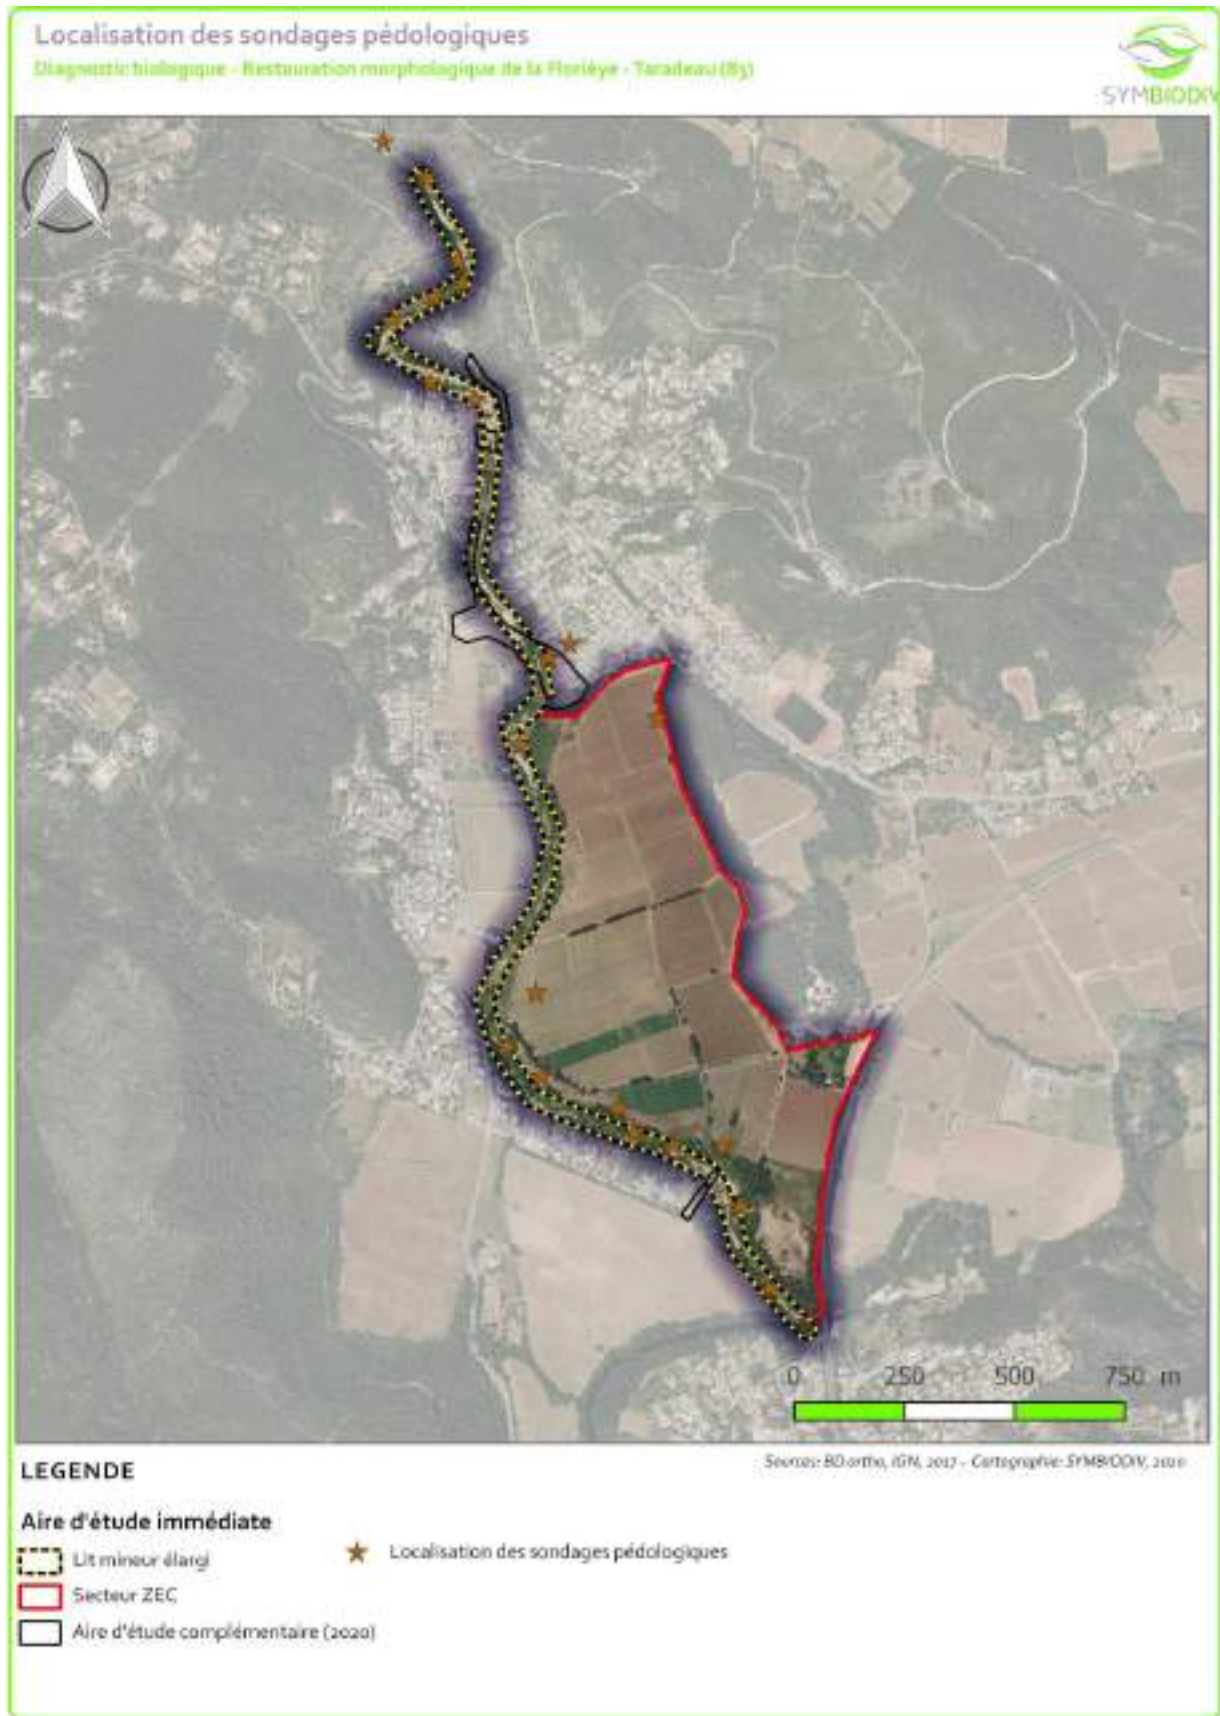 Localisation des sondages pédologiques
Diagnostic biologique - Restauration morphologique de la Florièye - Taradeau (83)
SYMBIODIV
0 250 500 750 m
Sources: BD ortho, IGN, 2017 - Cartographie: SYMBIODIV, 2020
LEGENDE
Aire d'étude immédiate
Lit mineur élargi
Localisation des sondages pédologiques
Secteur ZEC
Aire d'étude complémentaire (2020)